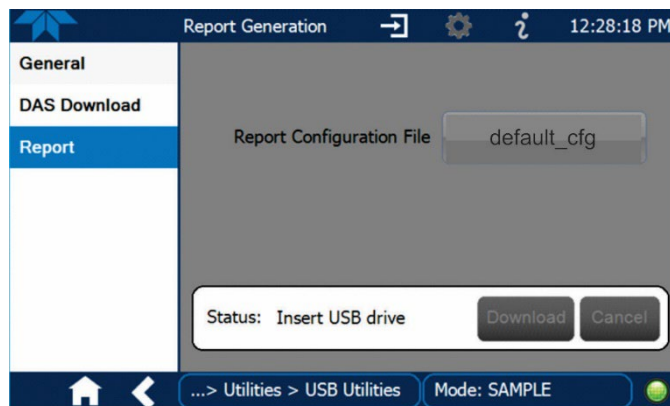 Report Generation
12:28:18 PM
General
DAS Download
Report
Report Configuration File
default_cfg
Status: Insert USB drive
Download
Cancel
...> Utilities > USB Utilities
Mode: SAMPLE